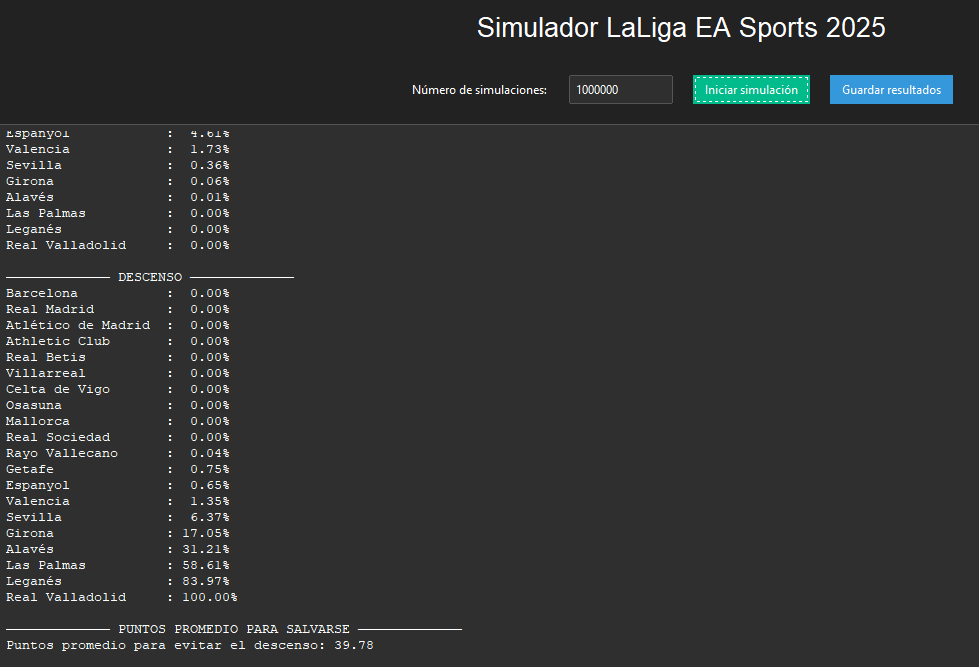 Simulador LaLiga EA Sports 2025
Número de simulaciones: 1000000 Iniciar simulación Guardar resultados
Espanyol : 4.61%
Valencia : 1.73%
Sevilla : 0.36%
Girona : 0.06%
Alavés : 0.01%
Las Palmas : 0.00%
Leganés : 0.00%
Real Valladolid : 0.00%
DESCENSO
Barcelona : 0.00%
Real Madrid : 0.00%
Atlético de Madrid : 0.00%
Athletic Club : 0.00%
Real Betis : 0.00%
Villarreal : 0.00%
Celta de Vigo : 0.00%
Osasuna : 0.00%
Mallorca : 0.00%
Real Sociedad : 0.00%
Rayo Vallecano : 0.04%
Getafe : 0.75%
Espanyol : 0.65%
Valencia : 1.35%
Sevilla : 6.37%
Girona : 17.05%
Alavés : 31.21%
Las Palmas : 58.61%
Leganés : 83.97%
Real Valladolid : 100.00%
PUNTOS PROMEDIO PARA SALVARSE
Puntos promedio para evitar el descenso: 39.78